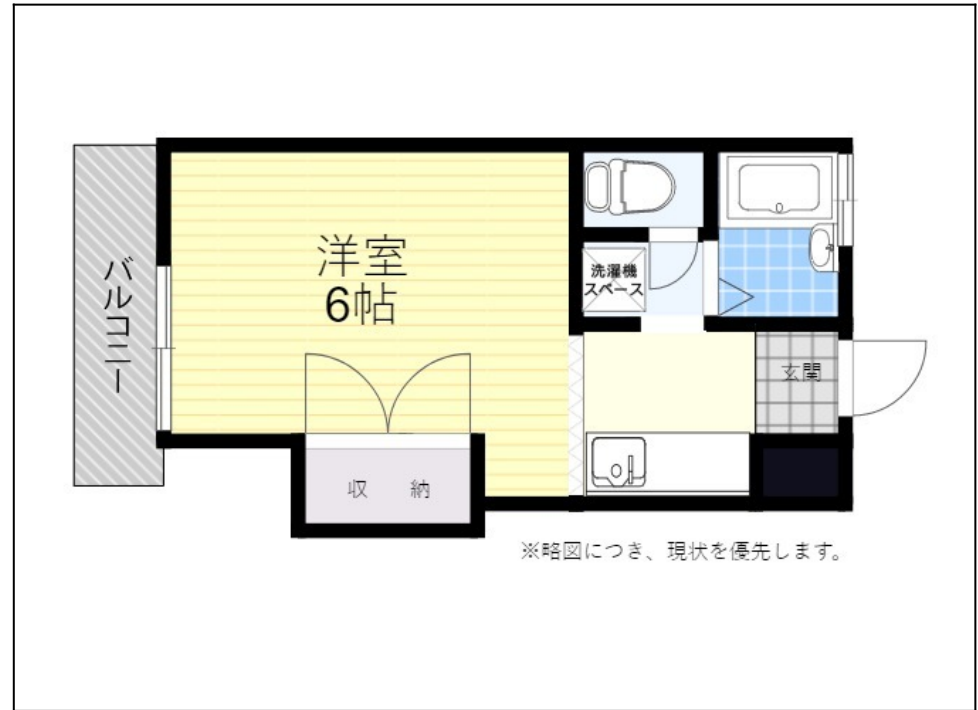 洋室
6帖
バルコニー
洗濯機
スペース
玄関
収 納
※略図につき、現状を優先します。